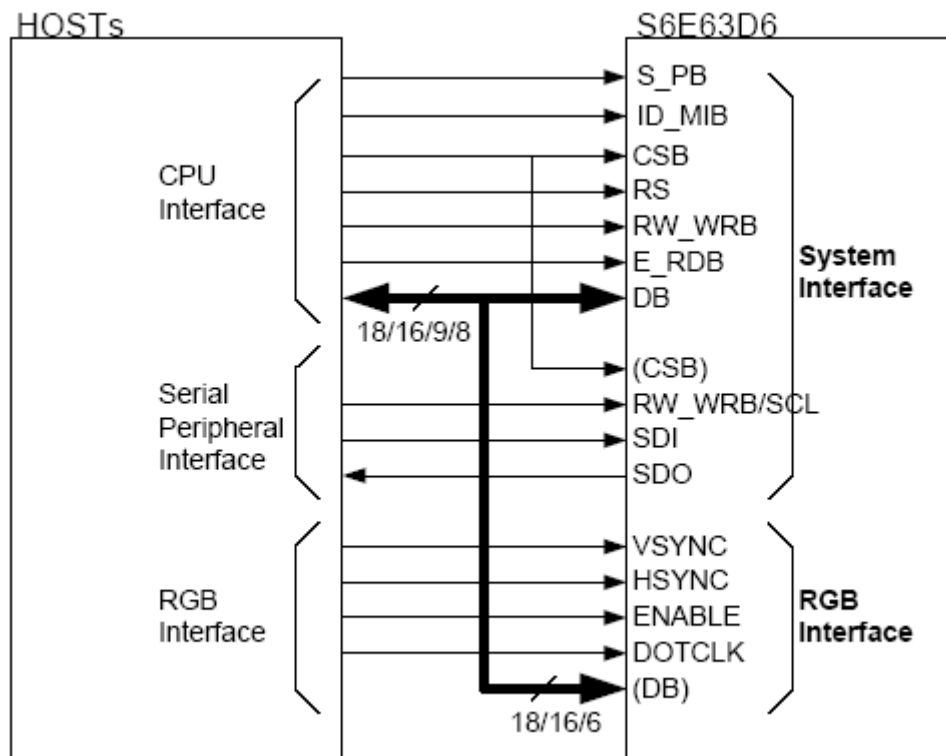 HOSTs
S6E63D6
CPU
Interface
S_PB
ID_MIB
CSB
RS
RW_WRB
E_RDB
DB
18/16/9/8
System
Interface
Serial
Peripheral
Interface
(CSB)
RW_WRB/SCL
SDI
SDO
RGB
Interface
VSYNC
HSYNC
ENABLE
DOTCLK
(DB)
18/16/6
RGB
Interface